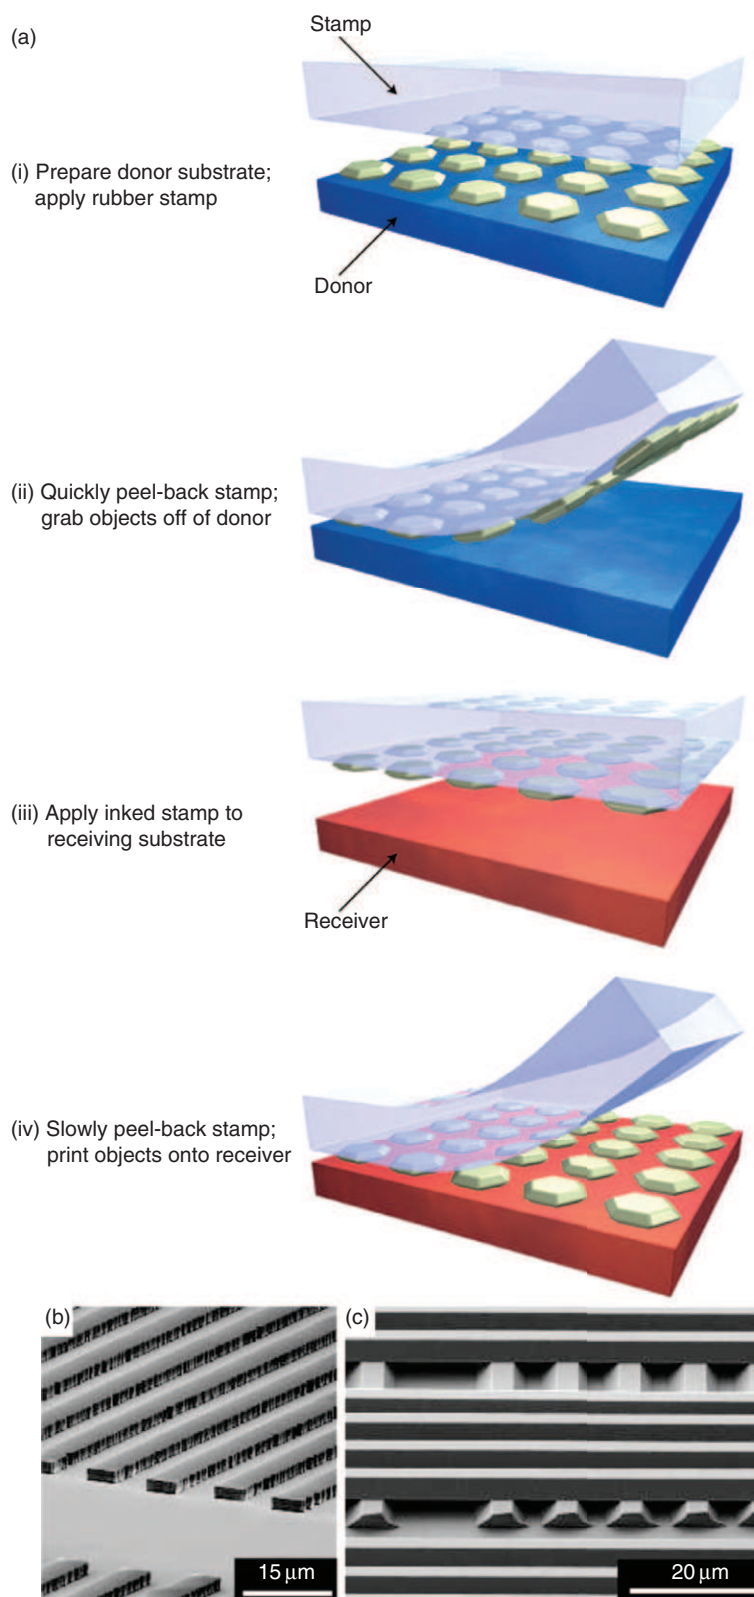 (a)
Stamp
(i) Prepare donor substrate;
apply rubber stamp
Donor
(ii) Quickly peel-back stamp;
grab objects off of donor
(iii) Apply inked stamp to
receiving substrate
Receiver
(iv) Slowly peel-back stamp;
print objects onto receiver
(b)
(c)
15 µm
20 µm